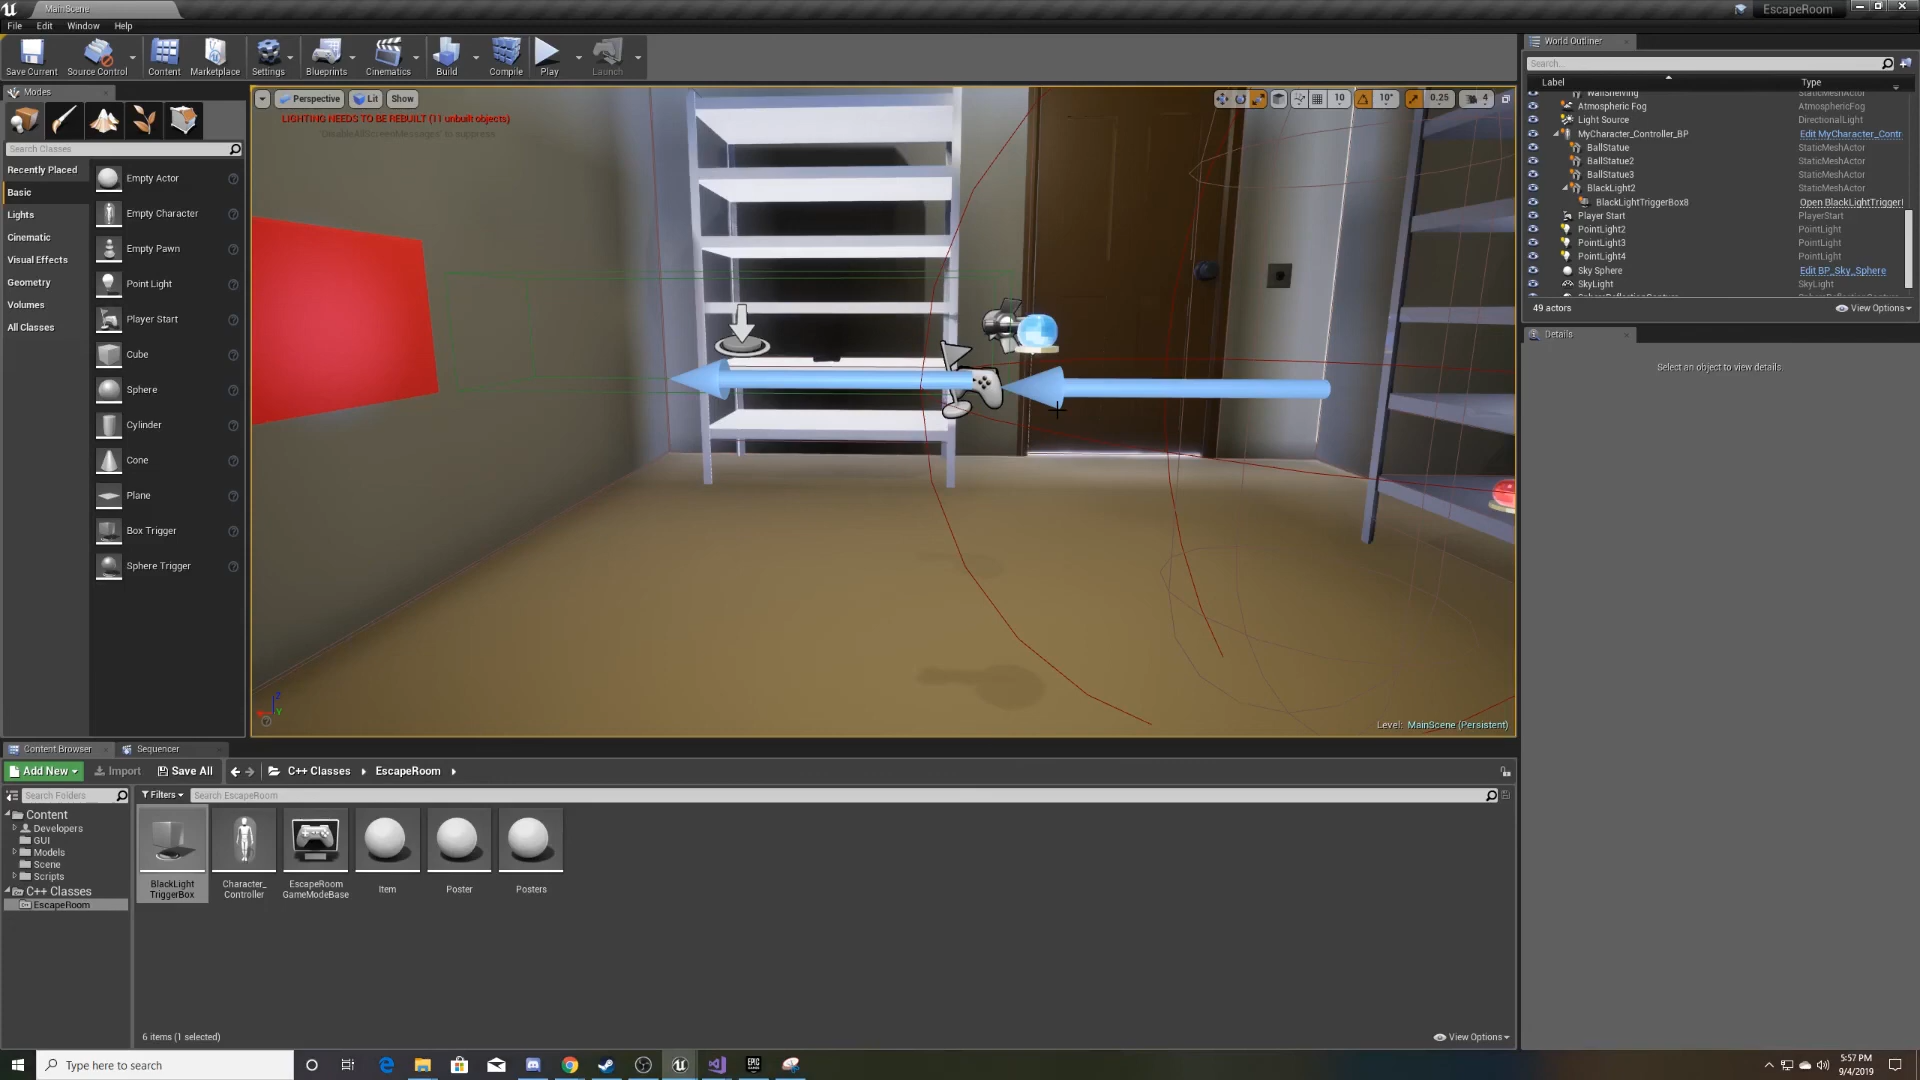 MainScene
EscapeRoom
File Edit Window Help
Save Current Source Control Content Marketplace Settings Blueprints Cinematics Build Compile Play Launch
Modes
Search Classes
Recently Placed
Basic
Lights
Cinematic
Visual Effects
Geometry
Volumes
All Classes
Empty Actor
Empty Character
Empty Pawn
Point Light
Player Start
Cube
Sphere
Cylinder
Cone
Plane
Box Trigger
Sphere Trigger
Perspective Lit Show
10 10° 0.25 4
LIGHTING NEEDS TO BE REBUILT (11 unbuilt objects)
'DisableAllScreenMessages' to suppress
Level: MainScene (Persistent)
World Outliner
Search...
Label Type
WallShelving StaticMeshActor
Atmospheric Fog AtmosphericFog
Light Source DirectionalLight
MyCharacter_Controller_BP Edit MyCharacter_Contr
BallStatue StaticMeshActor
BallStatue2 StaticMeshActor
BallStatue3 StaticMeshActor
BlackLight2 StaticMeshActor
BlackLightTriggerBox8 Open BlackLightTrigger
Player Start PlayerStart
PointLight2 PointLight
PointLight3 PointLight
PointLight4 PointLight
Sky Sphere Edit BP_Sky_Sphere
SkyLight SkyLight
49 actors View Options
Details
Select an object to view details
Content Browser Sequencer
Add New Import Save All C++ Classes EscapeRoom
Search Folders Filters Search EscapeRoom
Content
Developers
GUI
Models
Scene
Scripts
C++ Classes
EscapeRoom
BlackLight
TriggerBox
Character_
Controller
EscapeRoom
GameModeBase
Item
Poster
Posters
6 items (1 selected) View Options
Type here to search
5:57 PM
9/4/2019